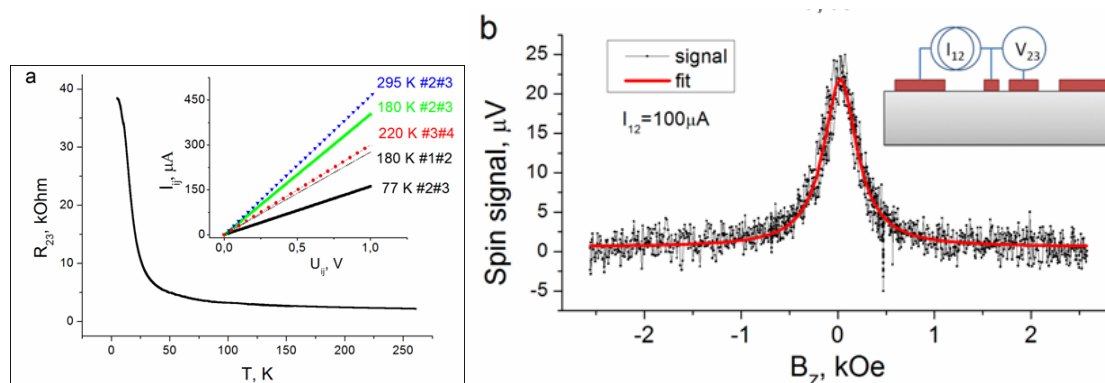 a
40
30
20
10
0
R23, kOhm
0
50
100
150
200
250
T, K
450
300
150
0
Iij, μA
0.0
0.5
1.0
Uij, V
295 K #2#3
180 K #2#3
220 K #3#4
180 K #1#2
77 K #2#3
b
25
20
15
10
5
0
-5
Spin signal, μV
-2
-1
0
1
2
BZ, kOe
signal
fit
I12=100μA
I12
V23